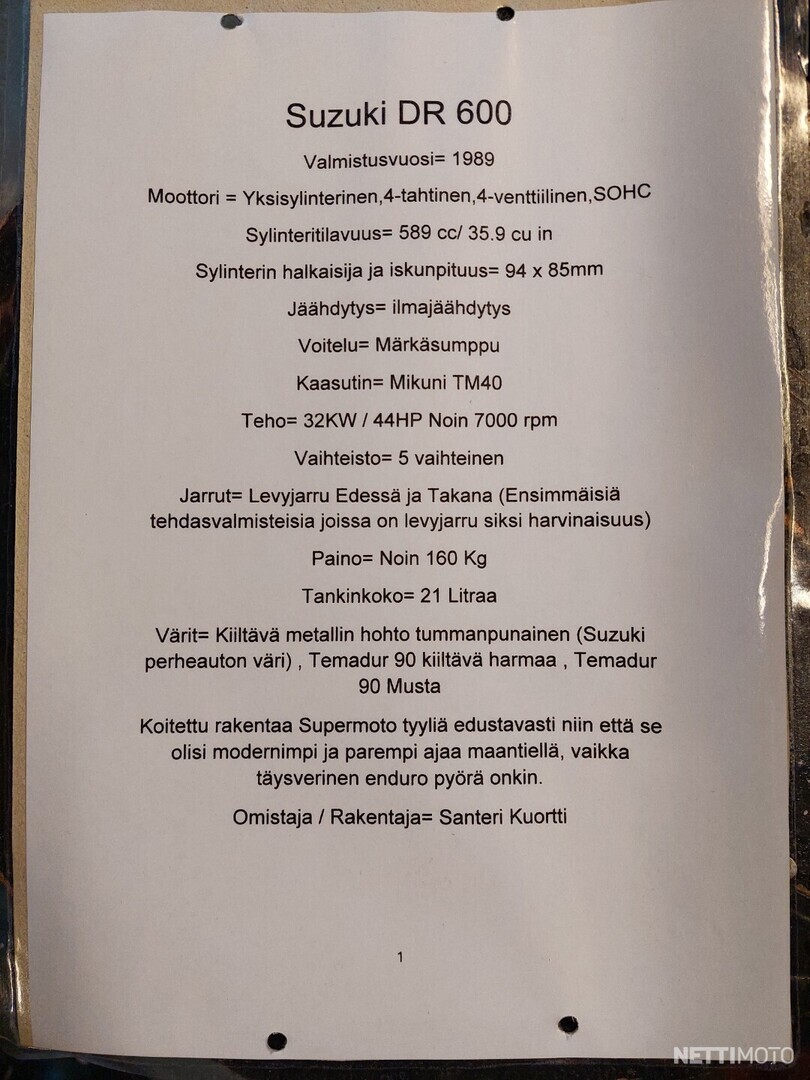 Suzuki DR 600
Valmistusvuosi= 1989
Moottori = Yksisylinterinen,4-tahtinen,4-venttiilinen,SOHC
Sylinteritilavuus= 589 cc/ 35.9 cu in
Sylinterin halkaisija ja iskunpituus= 94 x 85mm
Jäähdytys= ilmajäähdytys
Voitelu= Märkäsumppu
Kaasutin= Mikuni TM40
Teho= 32KW / 44HP Noin 7000 rpm
Vaihteisto= 5 vaihteinen
Jarrut= Levyjarru Edessä ja Takana (Ensimmäisiä
tehdasvalmisteisia joissa on levyjarru siksi harvinaisuus)
Paino= Noin 160 Kg
Tankinkoko= 21 Litraa
Värit= Kiiltävä metallin hohto tummanpunainen (Suzuki
perheauton väri) , Temadur 90 kiiltävä harmaa , Temadur
90 Musta
Koitettu rakentaa Supermoto tyyliä edustavasti niin että se
olisi modernimpi ja parempi ajaa maantiellä, vaikka
täysverinen enduro pyörä onkin.
Omistaja / Rakentaja= Santeri Kuortti
1
NETTIMOTO